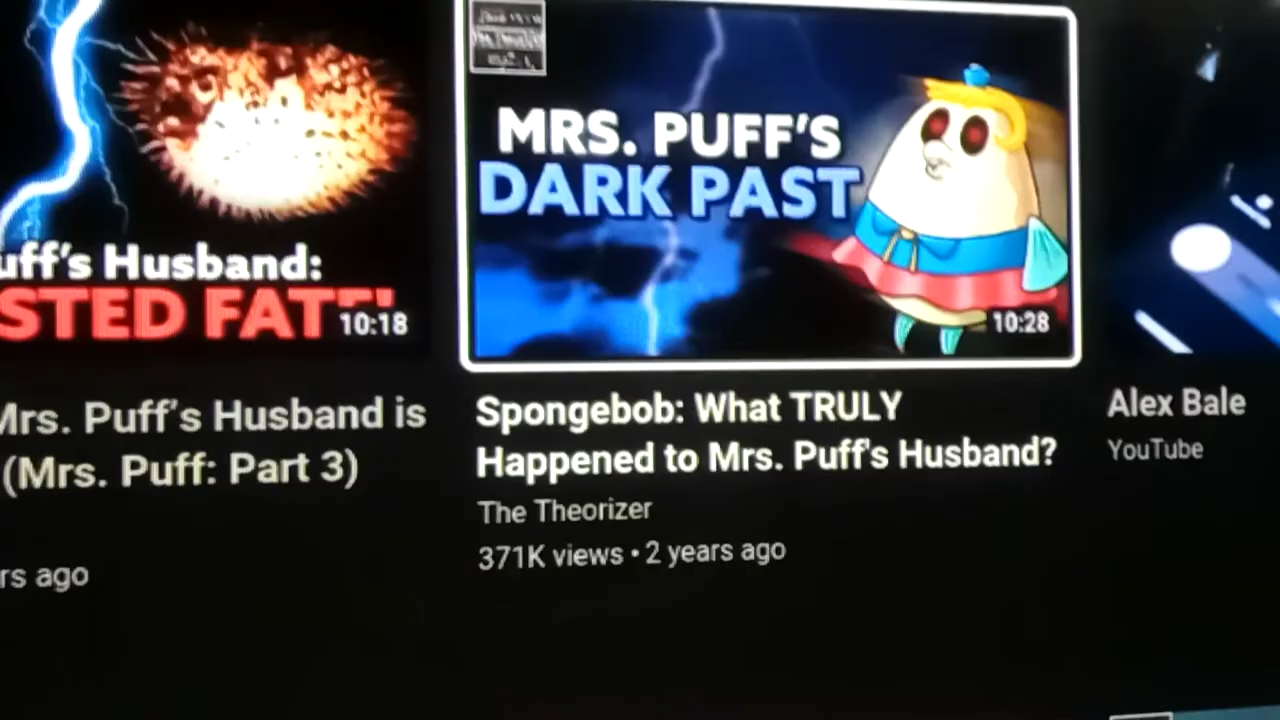 uff's Husband:
STED FATE!
10:18
Mrs. Puff's Husband is
(Mrs. Puff: Part 3)
rs ago
MRS. PUFF'S
DARK PAST
10:28
Spongebob: What TRULY
Happened to Mrs. Puff's Husband?
The Theorizer
371K views • 2 years ago
Alex Bale
YouTube